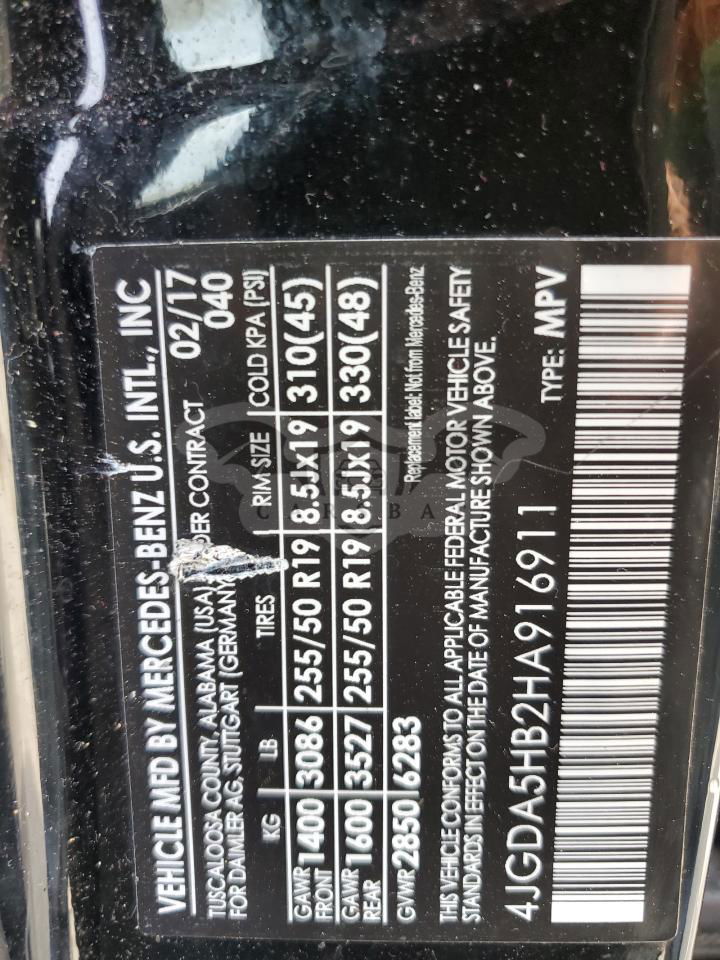 VEHICLE MFD BY MERCEDES-BENZ U.S. INTL., INC
TUSCALOOSA COUNTY, ALABAMA (USA) CONTRACT 02/17
FOR DAIMLER AG, STUTTGART (GERMANY 040
KG LB TIRES RIM SIZE COLD KPA (PSI)
GAWR FRONT 1400 3086 255/50 R19 8.5Jx19 310(45)
GAWR REAR 1600 3527 255/50 R19 8.5Jx19 330(48)
GVWR 2850 6283 Replacement label: Not from Mercedes-Benz
THIS VEHICLE CONFORMS TO ALL APPLICABLE FEDERAL MOTOR VEHICLE SAFETY
STANDARDS IN EFFECT ON THE DATE OF MANUFACTURE SHOWN ABOVE.
4JGDA5HB2HA916911 TYPE: MPV